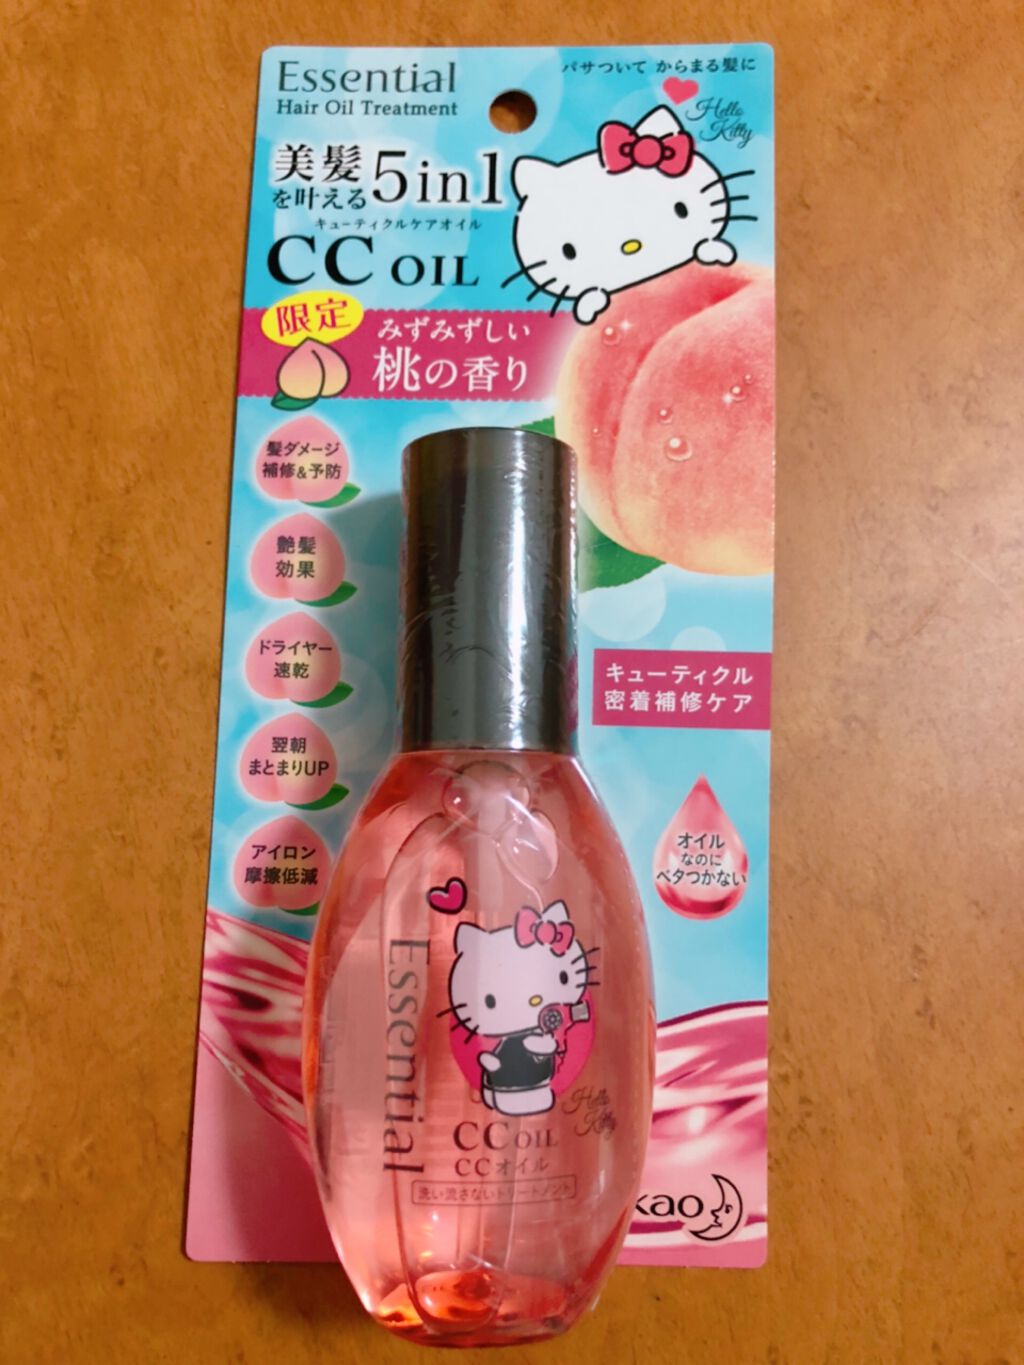 Essential
Hair Oil Treatment
パサついて からまる髪に
Hello
Kitty
美髪
を叶える
5in1
キューティクルケアオイル
CC OIL
限定
みずみずしい
桃の香り
髪ダメージ
補修&予防
艶髪
効果
ドライヤー
速乾
翌朝
まとまりUP
アイロン
摩擦低減
キューティクル
密着補修ケア
オイル
なのに
ベタつかない
Essential
Hello
Kitty
CC OIL
CCオイル
洗い流さないトリートメント
kao